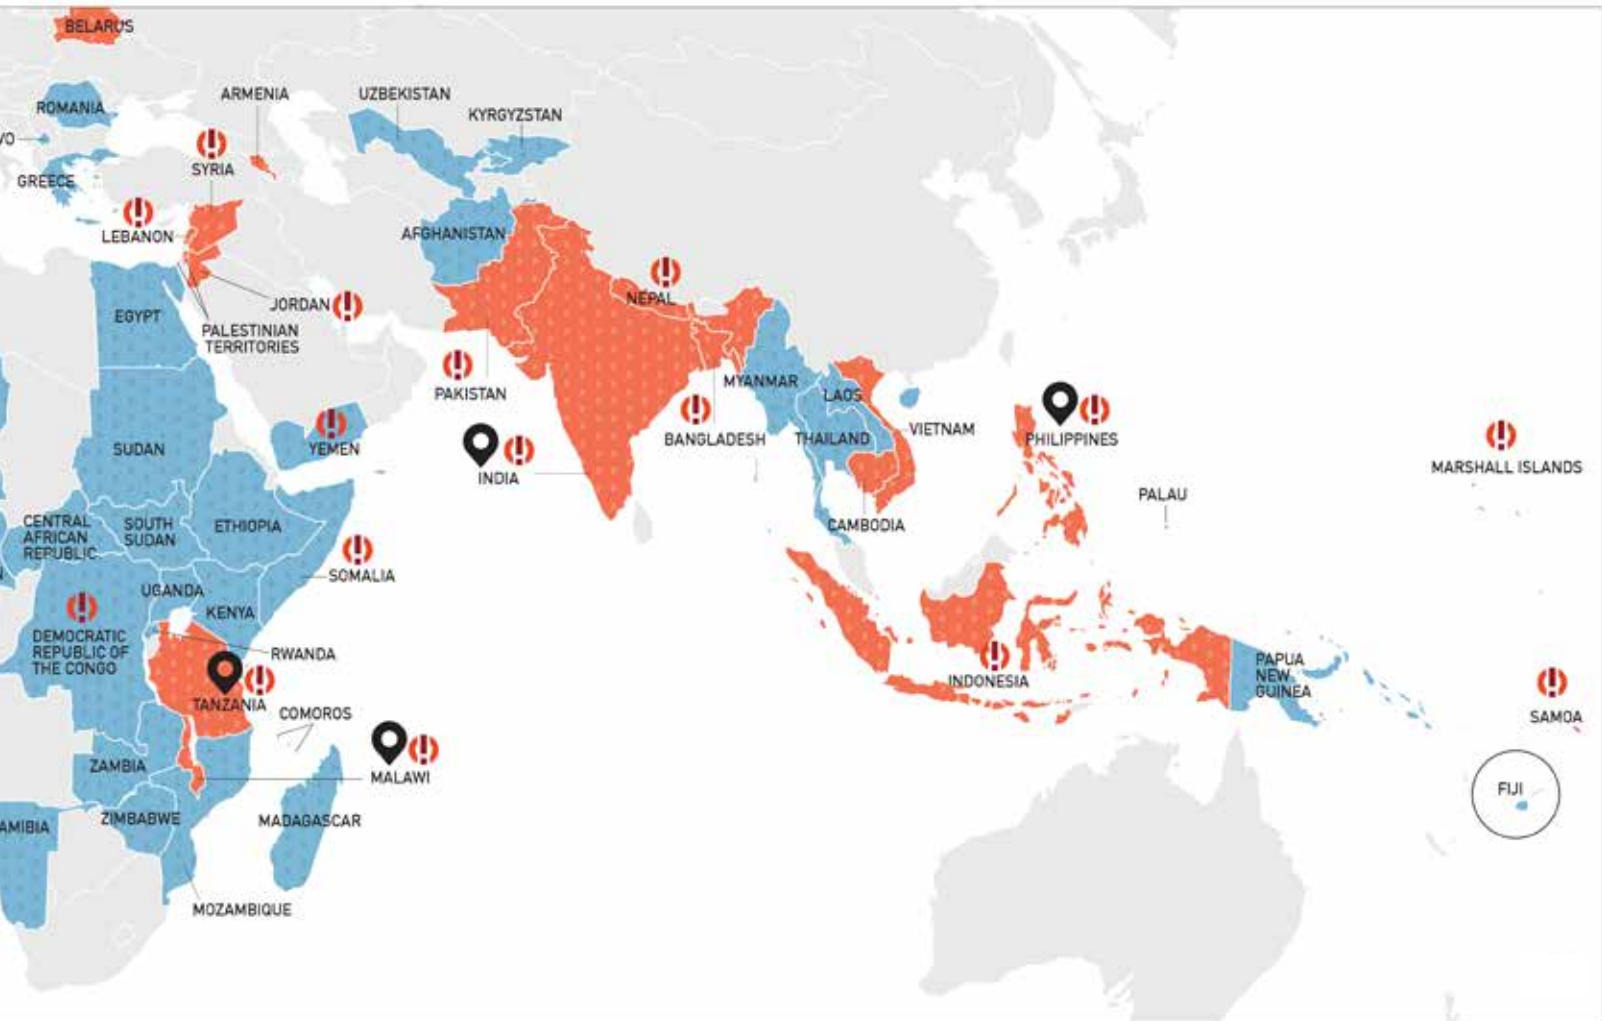 BELARUS
ROMANIA
ARMENIA
UZBEKISTAN
KYRGYZSTAN
VO
SYRIA
GREECE
LEBANON
AFGHANISTAN
NEPAL
JORDAN
EGYPT
PALESTINIAN
TERRITORIES
PAKISTAN
MYANMAR
LAOS
BANGLADESH
THAILAND
VIETNAM
PHILIPPINES
SUDAN
YEMEN
INDIA
MARSHALL ISLANDS
PALAU
CENTRAL
AFRICAN
REPUBLIC
SOUTH
SUDAN
ETHIOPIA
CAMBODIA
SOMALIA
UGANDA
KENYA
DEMOCRATIC
REPUBLIC OF
THE CONGO
RWANDA
TANZANIA
INDONESIA
PAPUA
NEW
GUINEA
COMOROS
SAMOA
ZAMBIA
MALAWI
FIJI
AMIBIA
ZIMBABWE
MADAGASCAR
MOZAMBIQUE